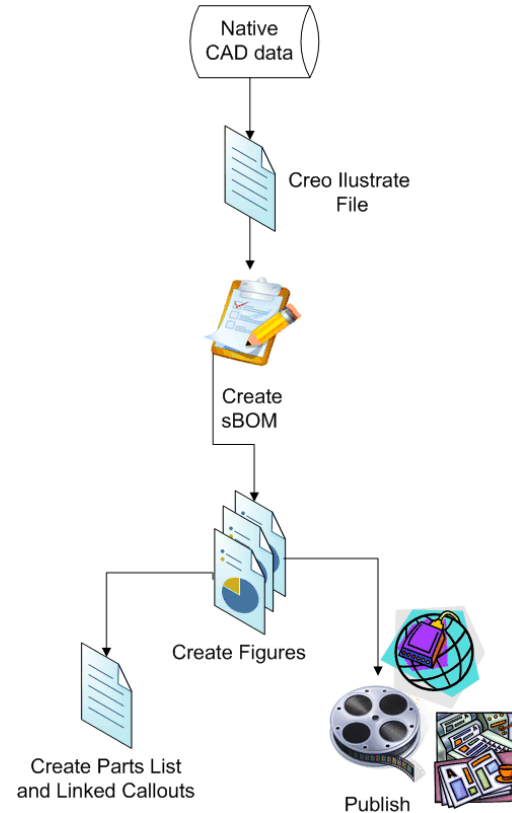 Native
CAD data
Creo Ilustrate
File
Create
sBOM
Create Figures
Create Parts List
and Linked Callouts
Publish